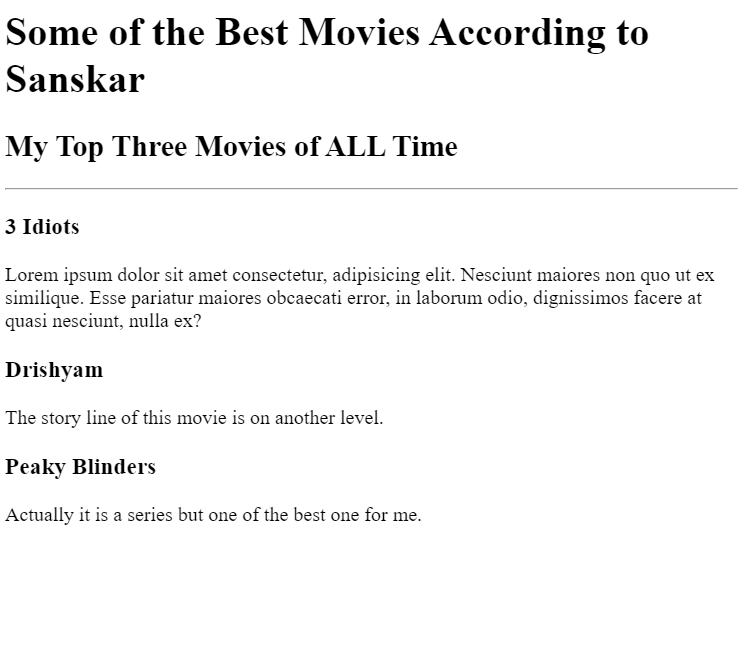 Some of the Best Movies According to
Sanskar
My Top Three Movies of ALL Time
3 Idiots
Lorem ipsum dolor sit amet consectetur, adipisicing elit. Nesciunt maiores non quo ut ex
similique. Esse pariatur maiores obcaecati error, in laborum odio, dignissimos facere at
quasi nesciunt, nulla ex?
Drishyam
The story line of this movie is on another level.
Peaky Blinders
Actually it is a series but one of the best one for me.